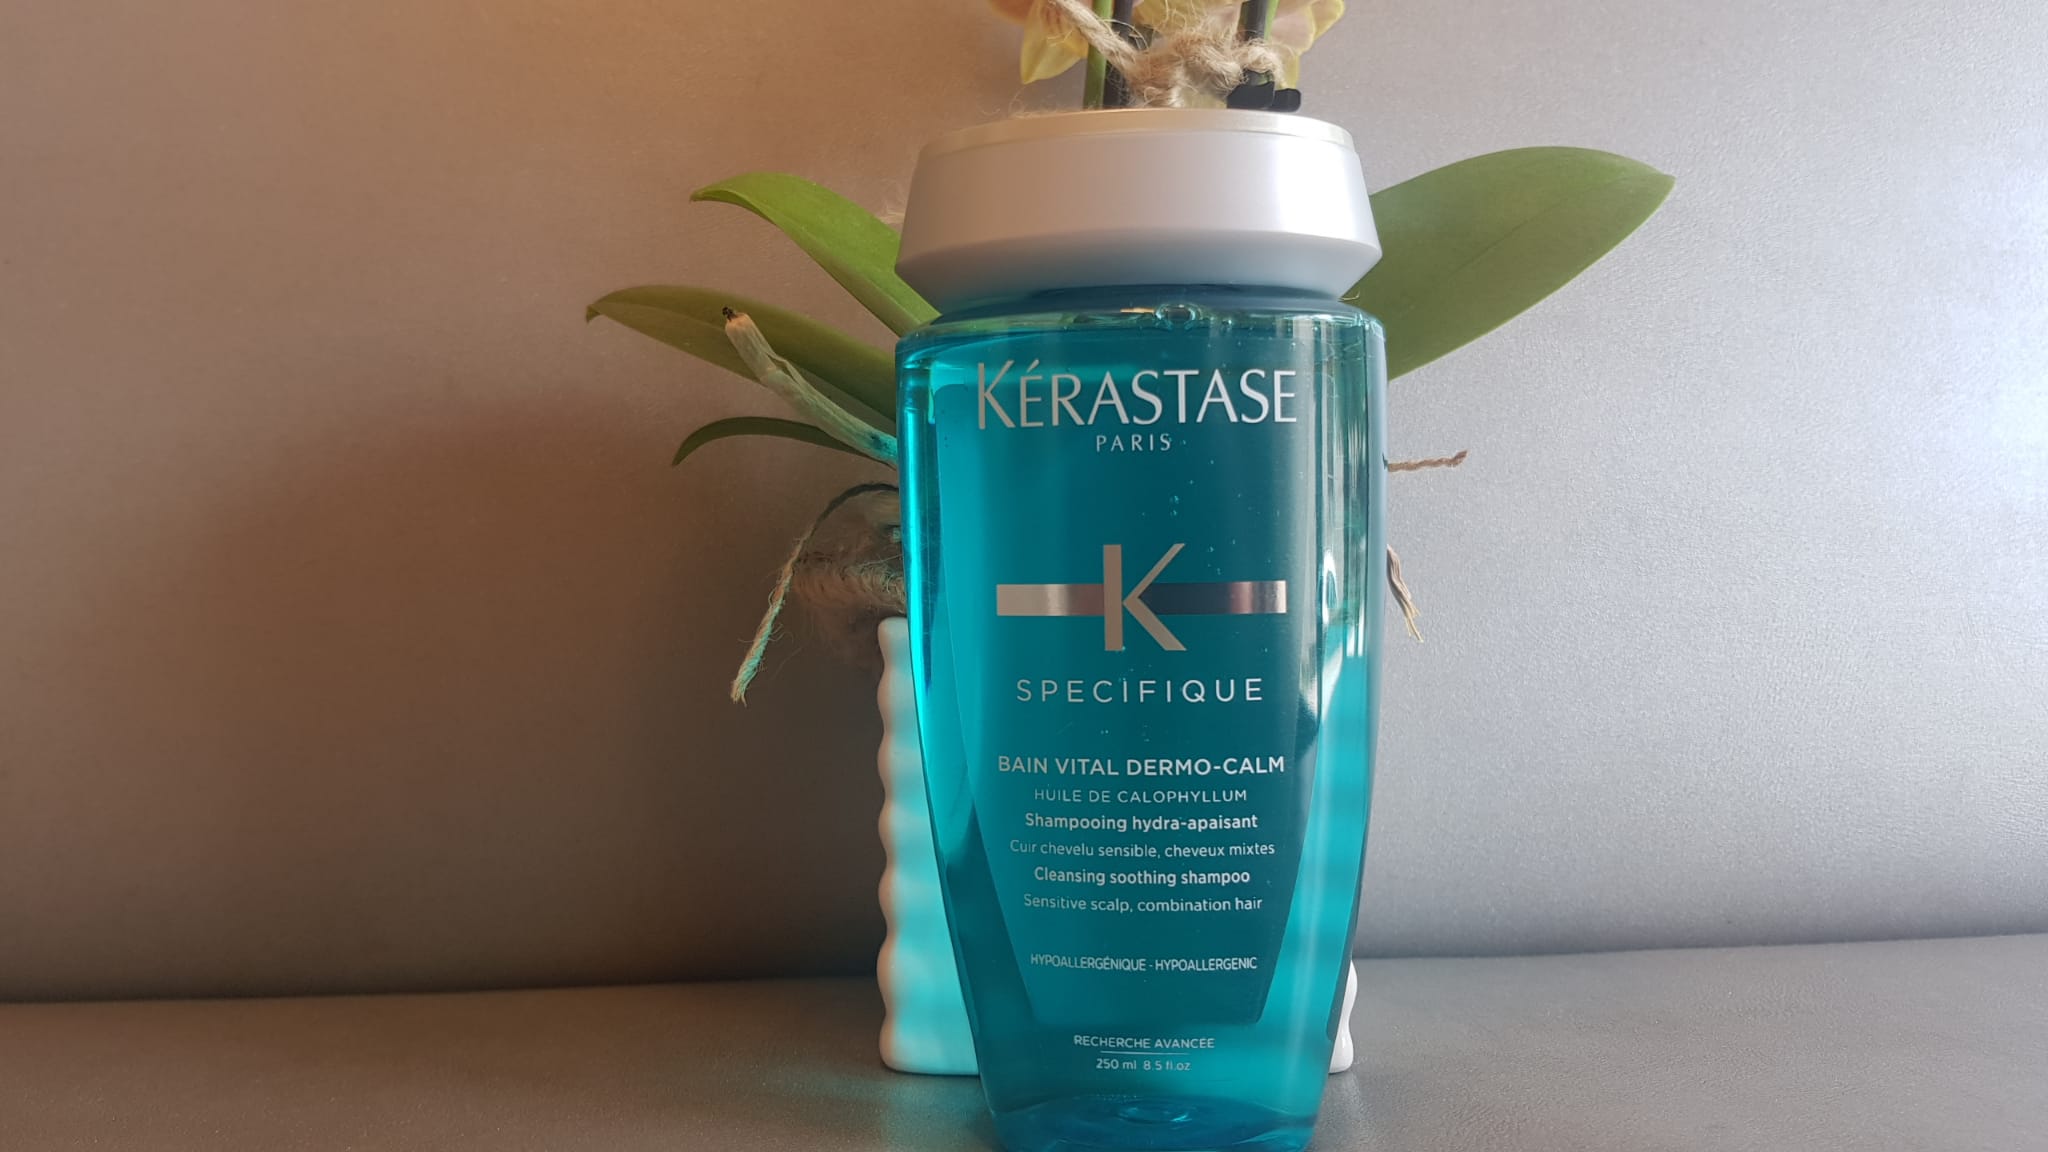 KÉRASTASE
PARIS
K
SPECIFIQUE
BAIN VITAL DERMO-CALM
HUILE DE CALOPHYLLUM
Shampooing hydra-apaisant
Cuir chevelu sensible, cheveux mixtes
Cleansing soothing shampoo
Sensitive scalp, combination hair
HYPOALLERGÉNIQUE - HYPOALLERGENIC
RECHERCHE AVANCÉE
250 ml 8.5 fl.oz